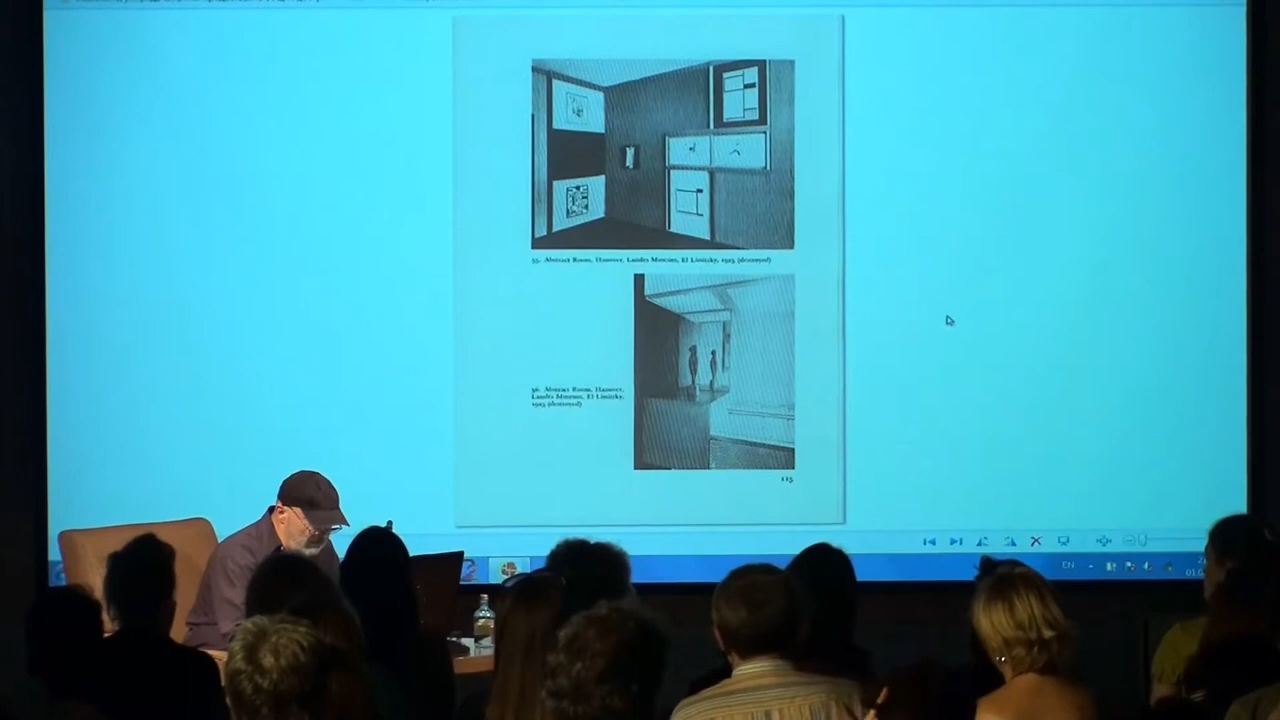 55. Abstract Room, Hanover, Landes Museum, El Lissitzky, 1925 (destroyed)
56. Abstract Room, Hanover,
Landes Museum, El Lissitzky,
1925 (destroyed)
115
EN